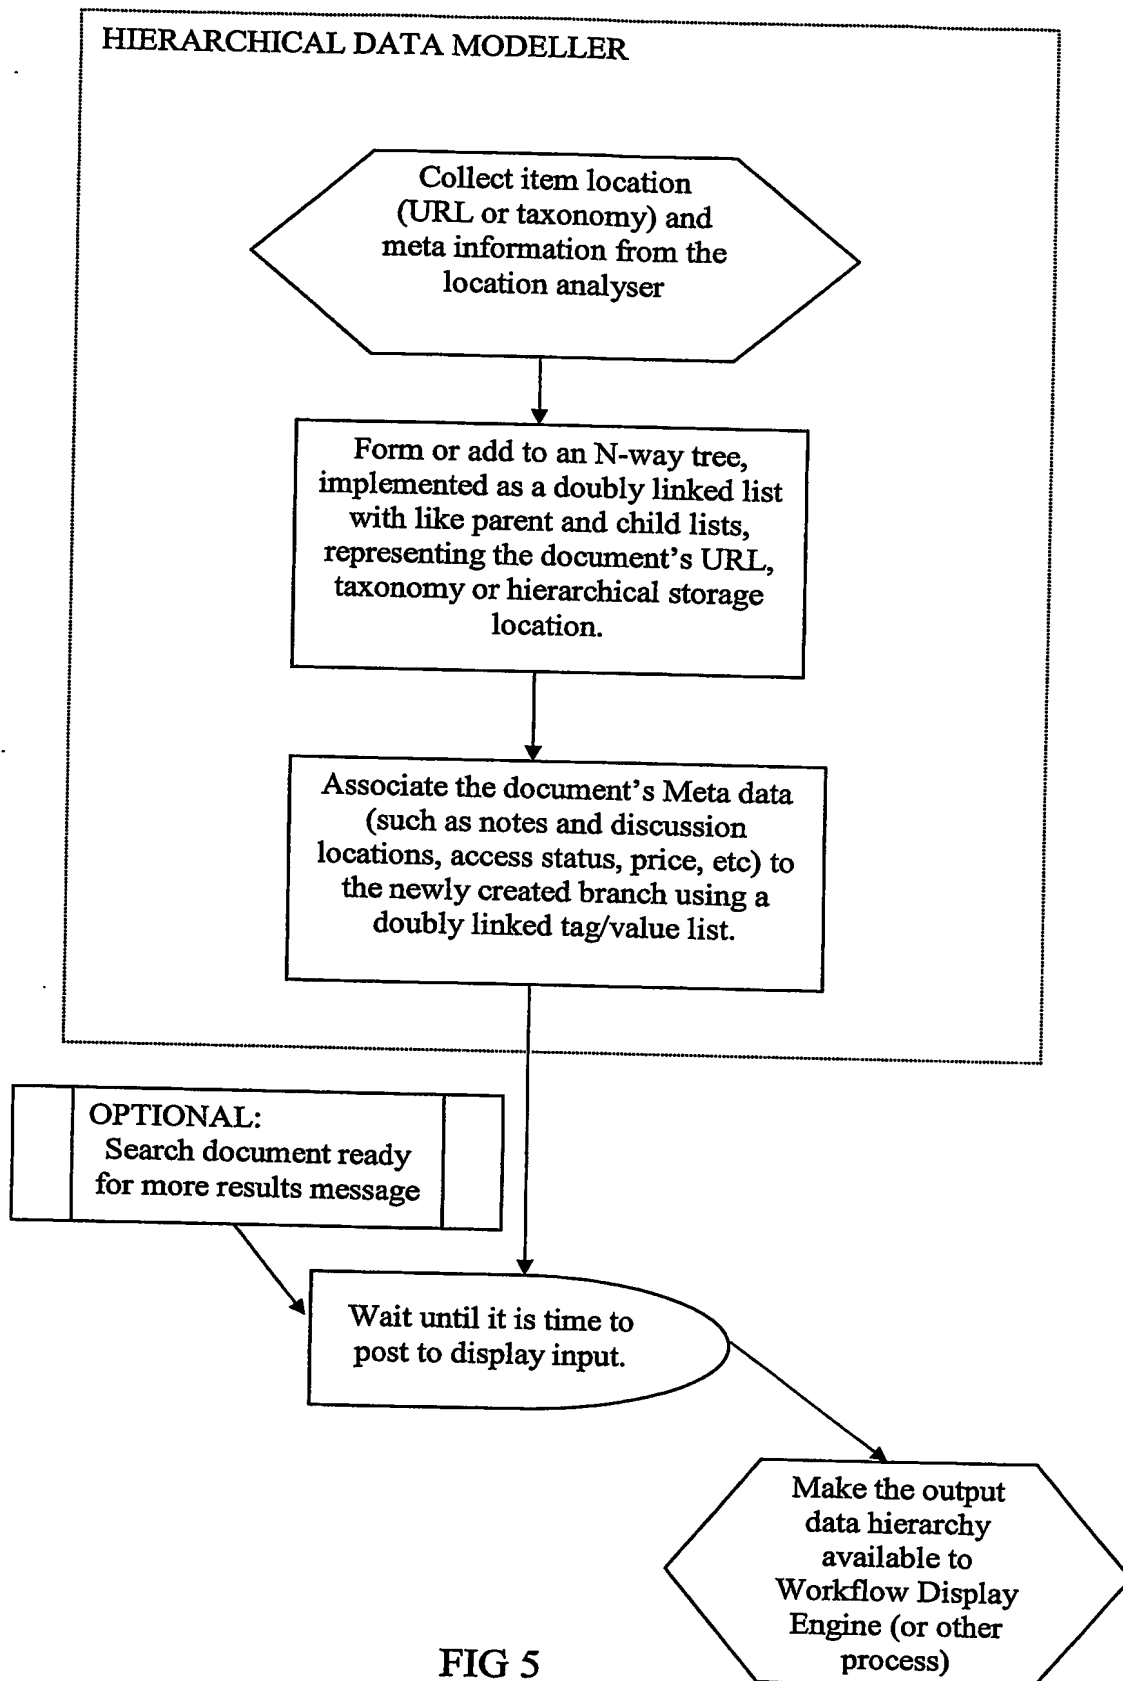 HIERARCHICAL DATA MODELLER
Collect item location
(URL or taxonomy) and
meta information from the
location analyser
Form or add to an N-way tree,
implemented as a doubly linked list
with like parent and child lists,
representing the document's URL,
taxonomy or hierarchical storage
location.
Associate the document's Meta data
(such as notes and discussion
locations, access status, price, etc) to
the newly created branch using a
doubly linked tag/value list.
OPTIONAL:
Search document ready
for more results message
Wait until it is time to
post to display input.
Make the output
data hierarchy
available to
Workflow Display
Engine (or other
process)
FIG 5